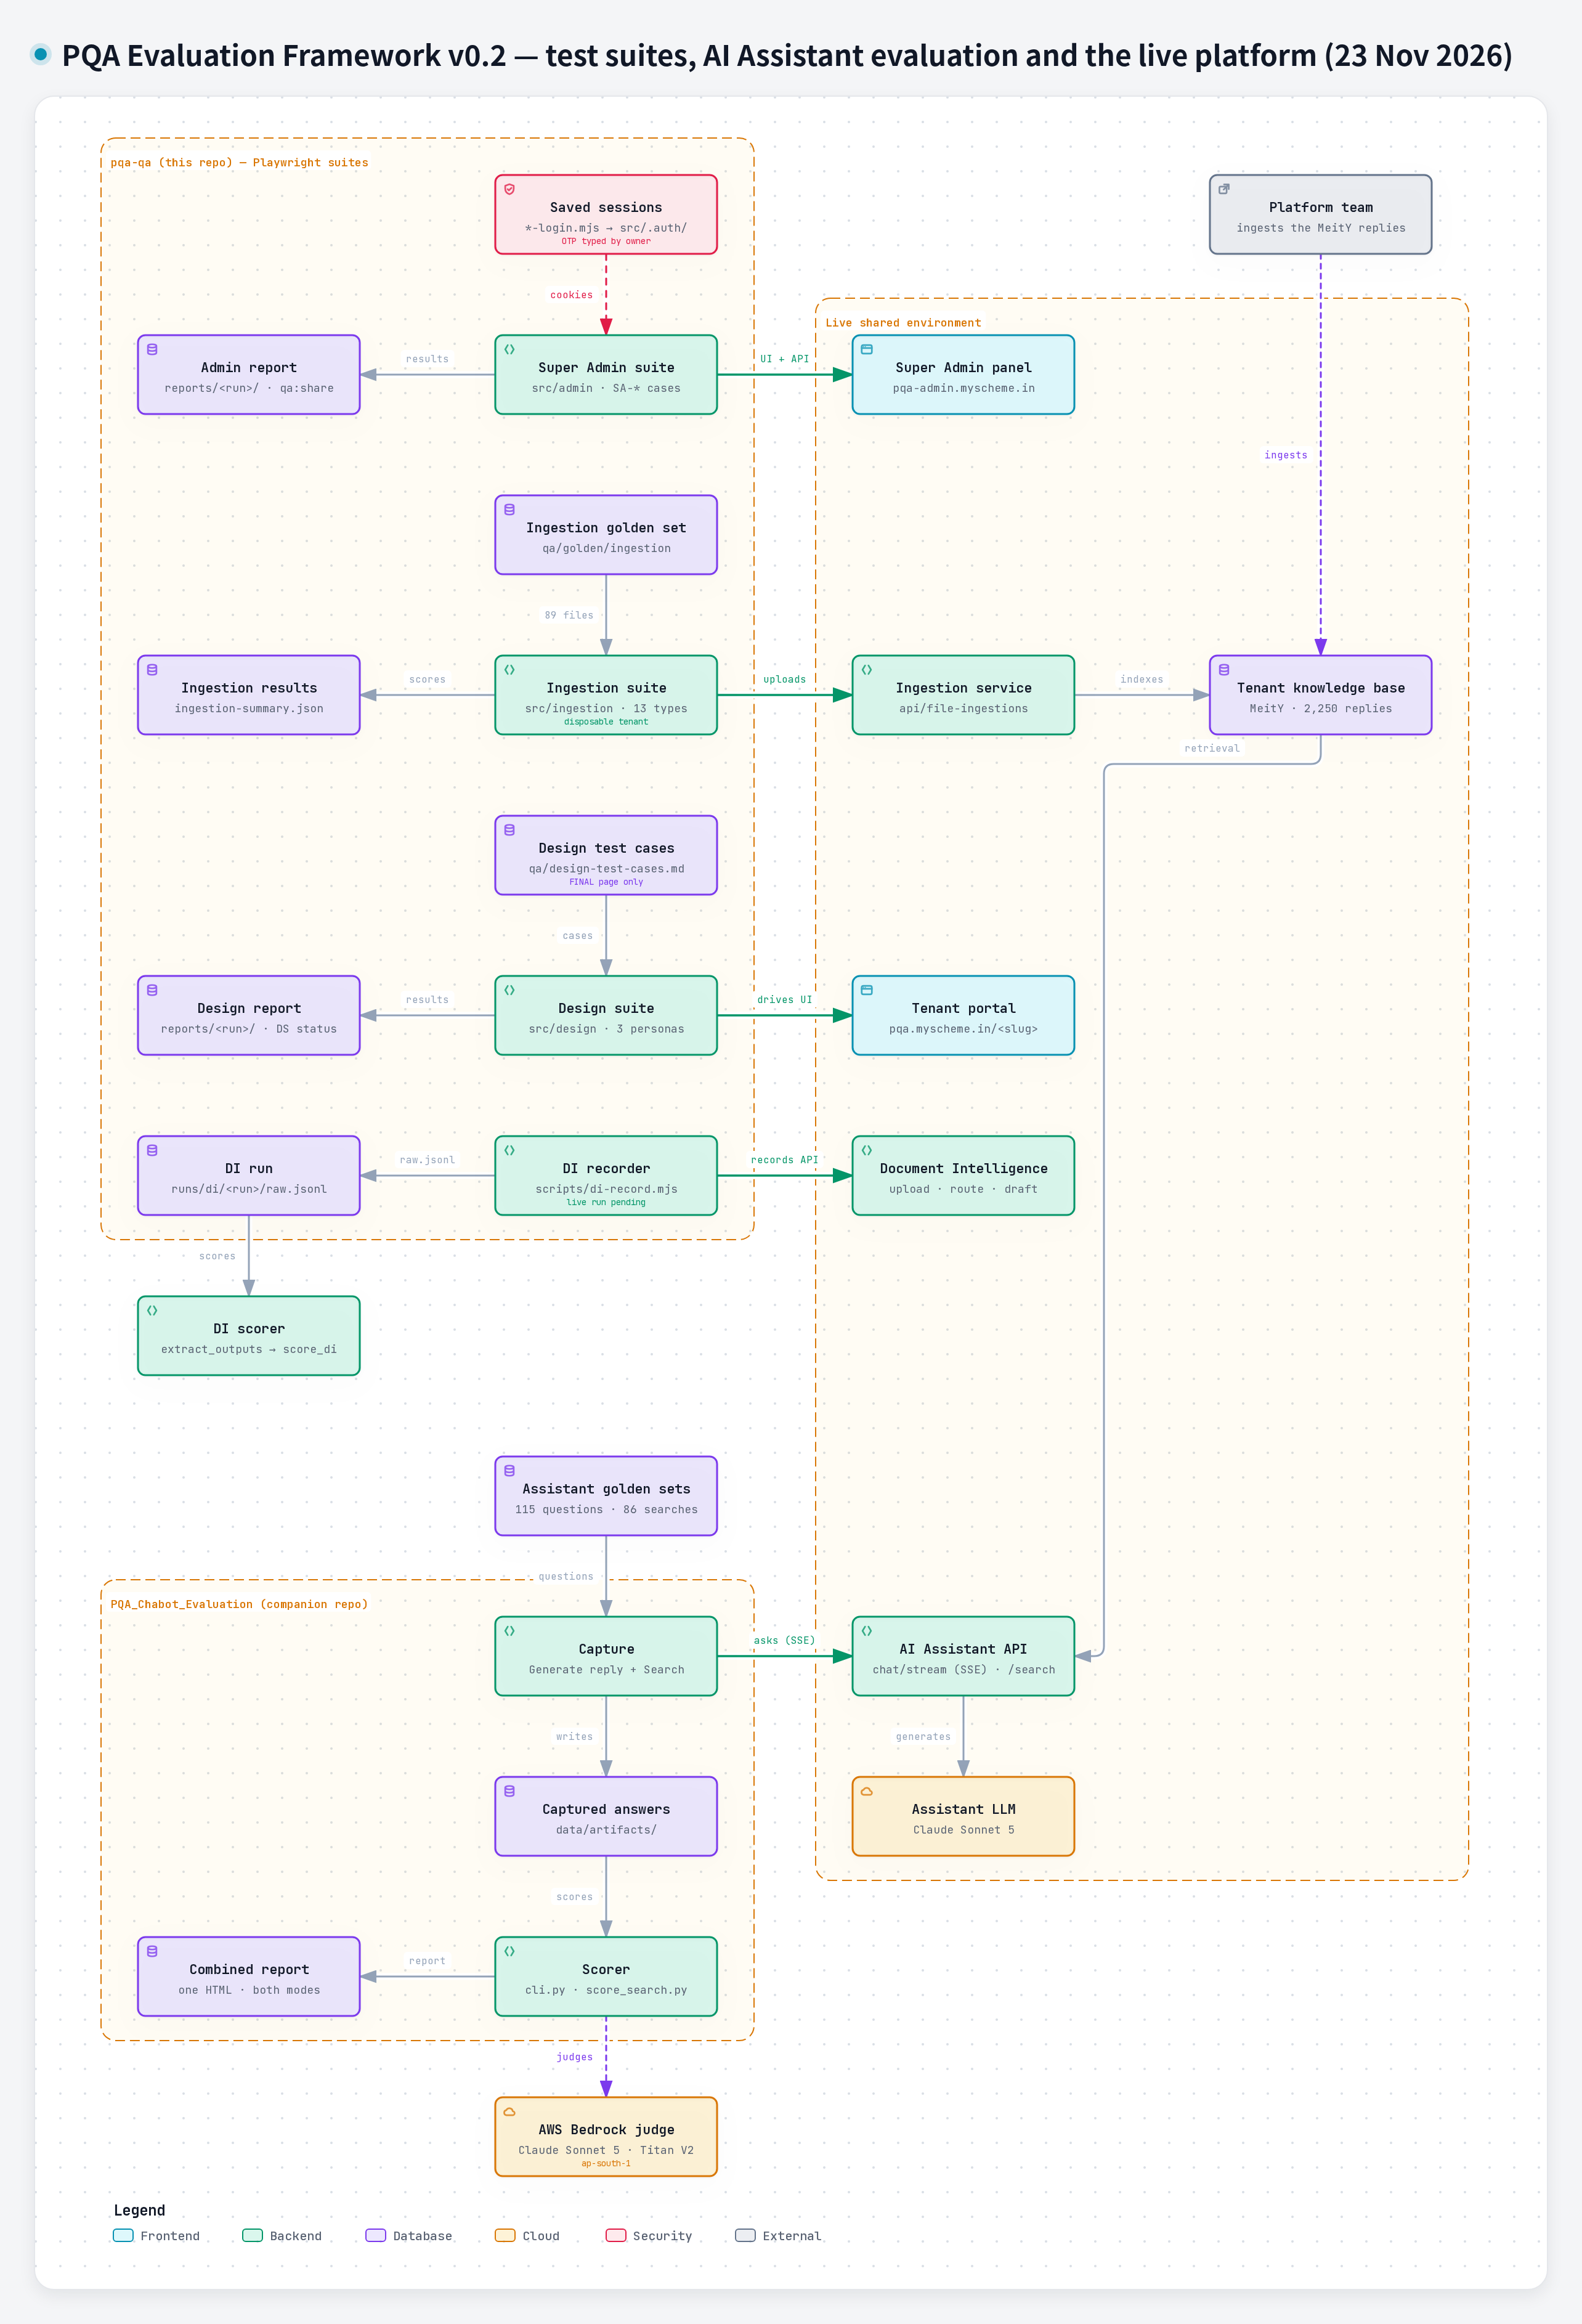 PQA Evaluation Framework v0.2 — test suites, AI Assistant evaluation and the live platform (23 Nov 2026)
pqa-qa (this repo) — Playwright suites
Saved sessions
*-login.mjs → src/.auth/
OTP typed by owner
Platform team
ingests the MeitY replies
cookies
Live shared environment
Admin report
reports/<run>/ · qa:share
results
Super Admin suite
src/admin · SA-* cases
UI + API
Super Admin panel
pqa-admin.myscheme.in
ingests
Ingestion golden set
qa/golden/ingestion
89 files
Ingestion results
ingestion-summary.json
scores
Ingestion suite
src/ingestion · 13 types
disposable tenant
uploads
Ingestion service
api/file-ingestions
indexes
Tenant knowledge base
MeitY · 2,250 replies
retrieval
Design test cases
qa/design-test-cases.md
FINAL page only
cases
Design report
reports/<run>/ · DS status
results
Design suite
src/design · 3 personas
drives UI
Tenant portal
pqa.myscheme.in/<slug>
DI run
runs/di/<run>/raw.jsonl
raw.jsonl
DI recorder
scripts/di-record.mjs
live run pending
records API
Document Intelligence
upload · route · draft
scores
DI scorer
extract_outputs → score_di
Assistant golden sets
115 questions · 86 searches
questions
PQA_Chabot_Evaluation (companion repo)
Capture
Generate reply + Search
asks (SSE)
AI Assistant API
chat/stream (SSE) · /search
writes
generates
Captured answers
data/artifacts/
Assistant LLM
Claude Sonnet 5
scores
Combined report
one HTML · both modes
report
Scorer
cli.py · score_search.py
judges
AWS Bedrock judge
Claude Sonnet 5 · Titan V2
ap-south-1
Legend
Frontend
Backend
Database
Cloud
Security
External